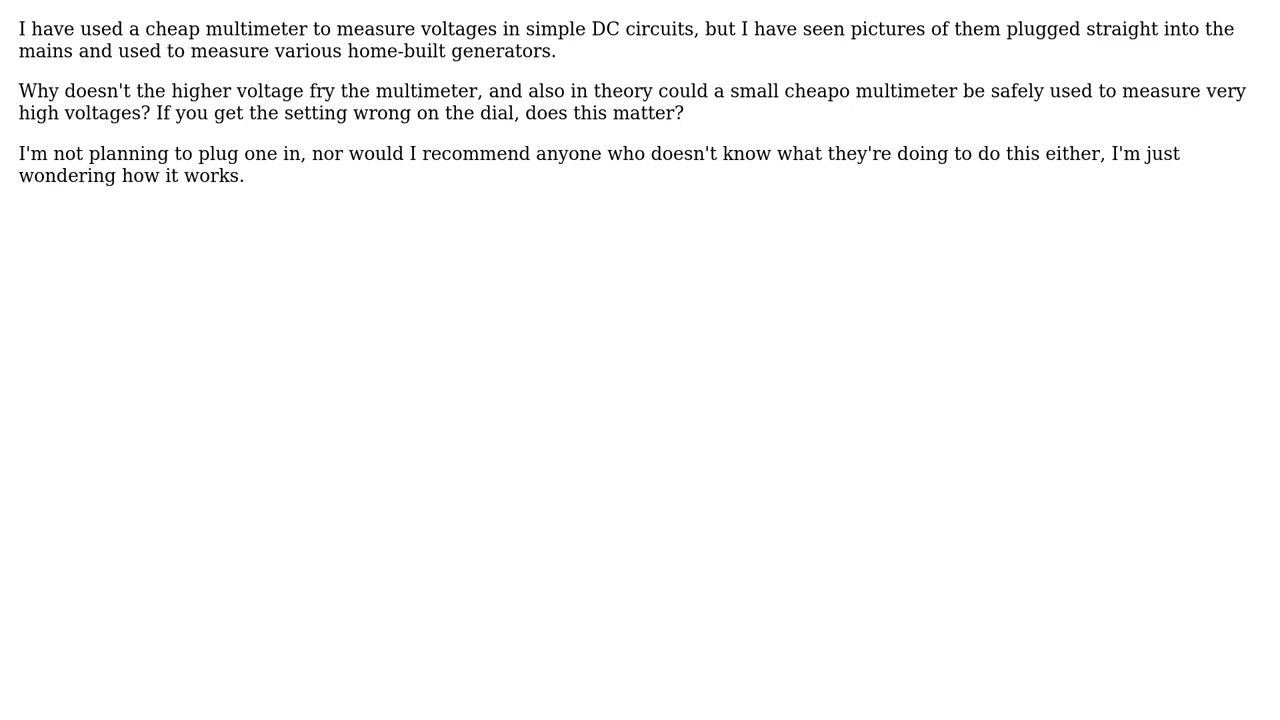 I have used a cheap multimeter to measure voltages in simple DC circuits, but I have seen pictures of them plugged straight into the
mains and used to measure various home-built generators.
Why doesn't the higher voltage fry the multimeter, and also in theory could a small cheapo multimeter be safely used to measure very
high voltages? If you get the setting wrong on the dial, does this matter?
I'm not planning to plug one in, nor would I recommend anyone who doesn't know what they're doing to do this either, I'm just
wondering how it works.